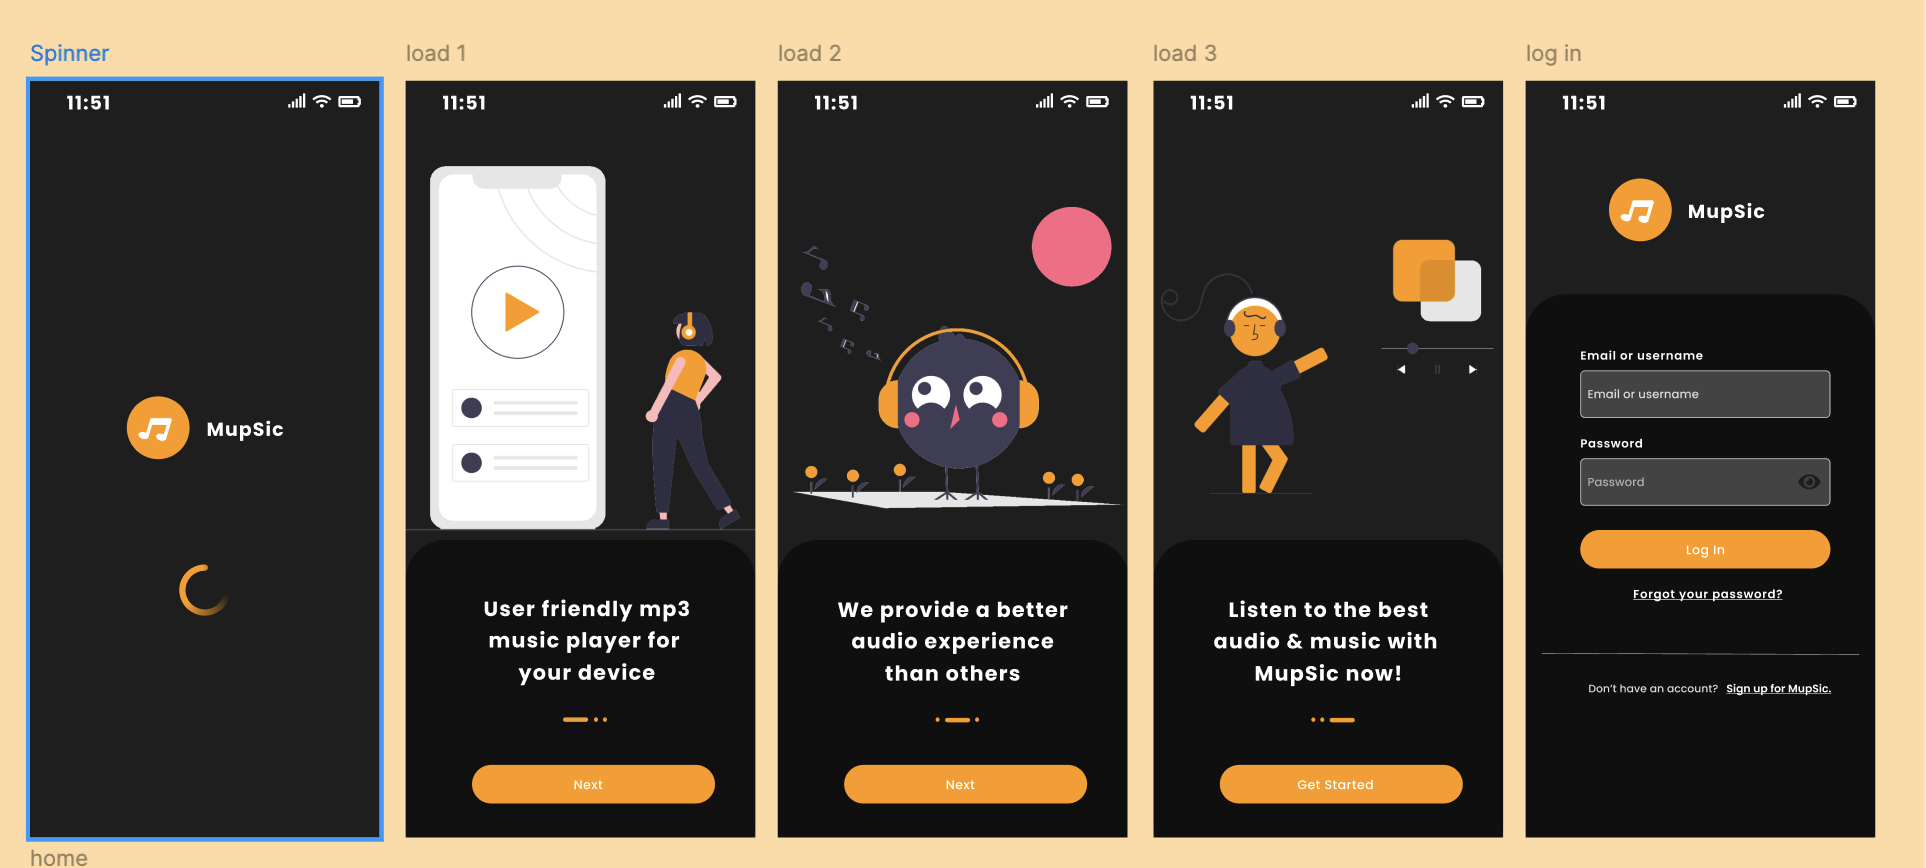 Spinner
11:51
MupSic
home
load 1
11:51
User friendly mp3
music player for
your device
Next
load 2
11:51
We provide a better
audio experience
than others
Next
load 3
11:51
Listen to the best
audio & music with
MupSic now!
Get Started
log in
11:51
MupSic
Email or username
Email or username
Password
Password
Log In
Forgot your password?
Don't have an account? Sign up for MupSic.